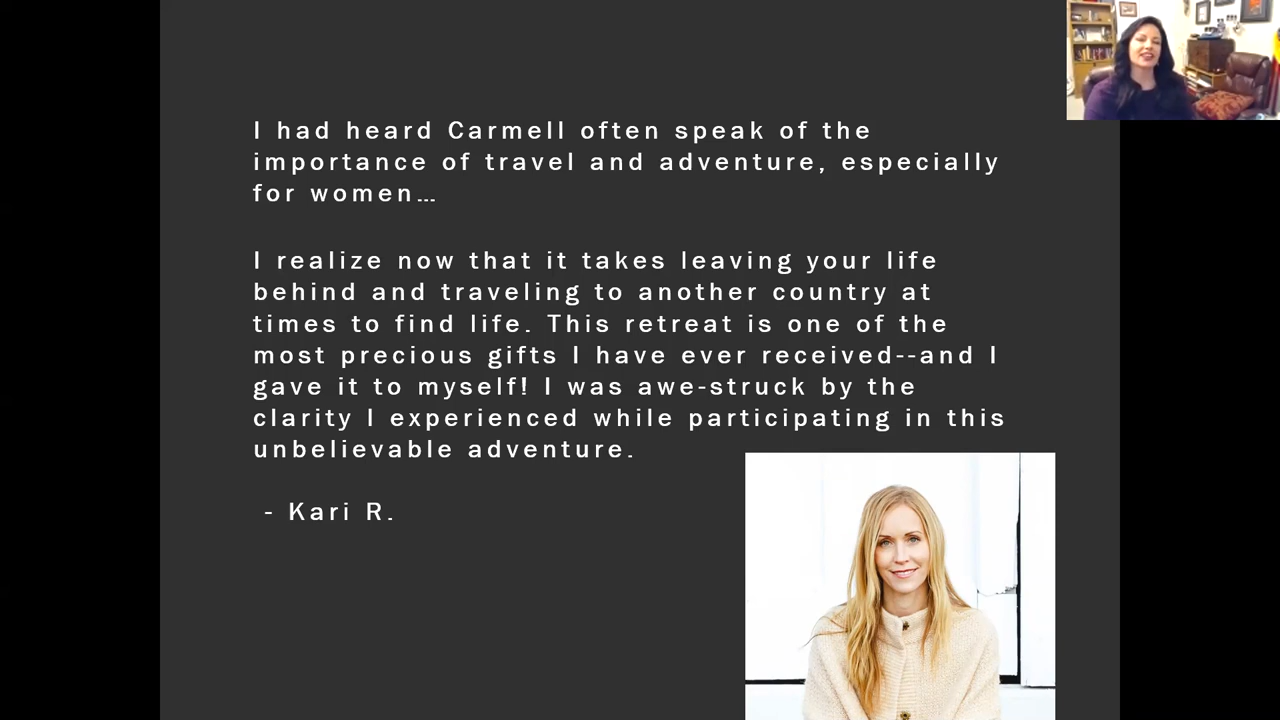 I had heard Carmell often speak of the
importance of travel and adventure, especially
for women…
I realize now that it takes leaving your life
behind and traveling to another country at
times to find life. This retreat is one of the
most precious gifts I have ever received--and I
gave it to myself! I was awe-struck by the
clarity I experienced while participating in this
unbelievable adventure.
- Kari R.